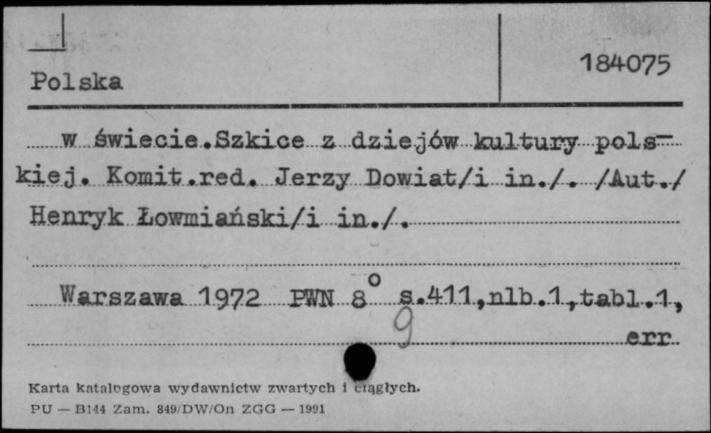 184075
Polska
w świecie.Szkice z dziejów kultury pols-
kiej. Komit.red. Jerzy Dowiat/i in./. /Aut./
Henryk Łowmiański/i in./.
Warszawa 1972 PWN 8° s.411,nlb.1,tabl.1,
9
err
Karta katalogowa wydawnictw zwartych i ciągłych.
PU — B144 Zam. 849/DW/On ZGG — 1991